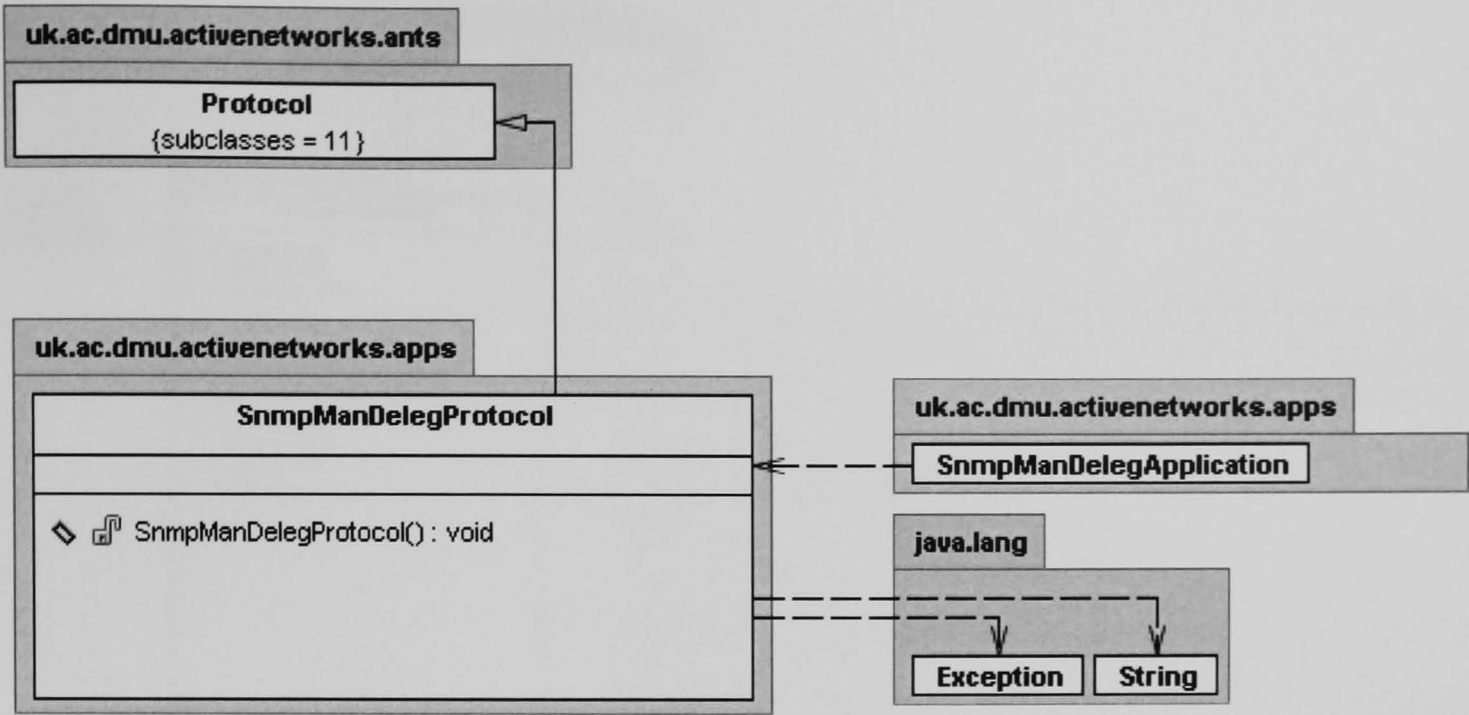 uk.ac.dmu.activenetworks.ants
Protocol
{subclasses = 11}
uk.ac.dmu.activenetworks.apps
SnmpManDelegProtocol
SnmpManDelegProtocol() : void
uk.ac.dmu.activenetworks.apps
SnmpManDelegApplication
java.lang
Exception
String